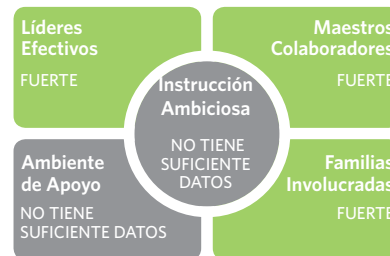 Líderes
Efectivos
FUERTE
Maestros
Colaboradores
FUERTE
Instrucción
Ambiciosa
NO TIENE
SUFICIENTE
DATOS
Ambiente
de Apoyo
NO TIENE
SUFICIENTE DATOS
Familias
Involucradas
FUERTE